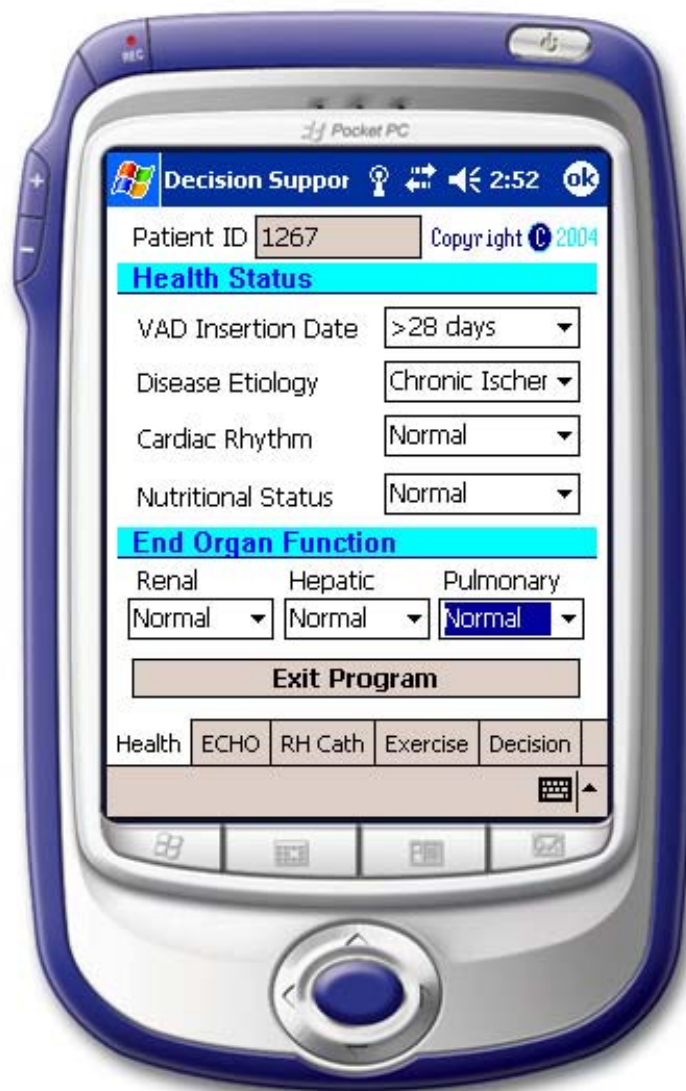 REC
Pocket PC
Decision Suppor 2:52 ok
Patient ID 1267 Copyright © 2004
Health Status
VAD Insertion Date >28 days
Disease Etiology Chronic Ischer
Cardiac Rhythm Normal
Nutritional Status Normal
End Organ Function
Renal Hepatic Pulmonary
Normal Normal Normal
Exit Program
Health ECHO RH Cath Exercise Decision